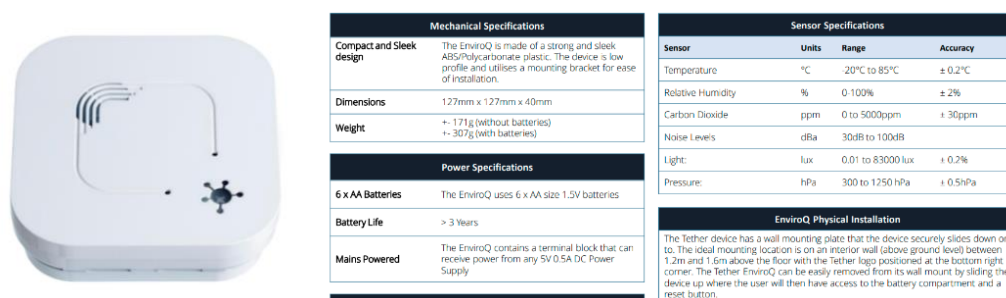 Mechanical Specifications
Compact and Sleek design
The EnviroQ is made of a strong and sleek
ABS/Polycarbonate plastic. The device is low
profile and utilises a mounting bracket for ease
of installation.
Dimensions
127mm x 127mm x 40mm
Weight
+- 171g (without batteries)
+- 307g (with batteries)
Power Specifications
6 x AA Batteries
The EnviroQ uses 6 x AA size 1.5V batteries
Battery Life
> 3 Years
Mains Powered
The EnviroQ contains a terminal block that can
receive power from any 5V 0.5A DC Power
Supply
Sensor Specifications
Sensor Units Range Accuracy
Temperature °C -20°C to 85°C ± 0.2°C
Relative Humidity % 0-100% ± 2%
Carbon Dioxide ppm 0 to 5000ppm ± 30ppm
Noise Levels dBa 30dB to 100dB
Light: lux 0.01 to 83000 lux ± 0.2%
Pressure: hPa 300 to 1250 hPa ± 0.5hPa
EnviroQ Physical Installation
The Tether device has a wall mounting plate that the device securely slides down on
to. The ideal mounting location is on an interior wall (above ground level) between
1.2m and 1.6m above the floor with the Tether logo positioned at the bottom right
corner. The Tether EnviroQ can be easily removed from its wall mount by sliding the
device up where the user will then have access to the battery compartment and a
reset button.